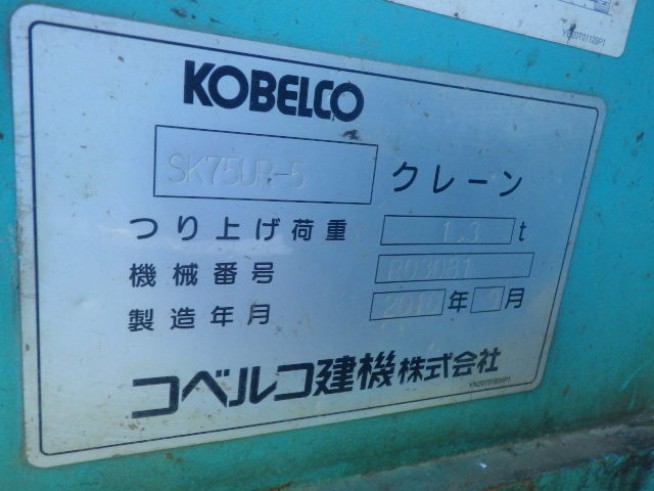 KOBELCO
SK75UR-5 クレーン
つり上げ荷重 1.3 t
機械番号
製造年月 2010 年 月
コベルコ建機株式会社